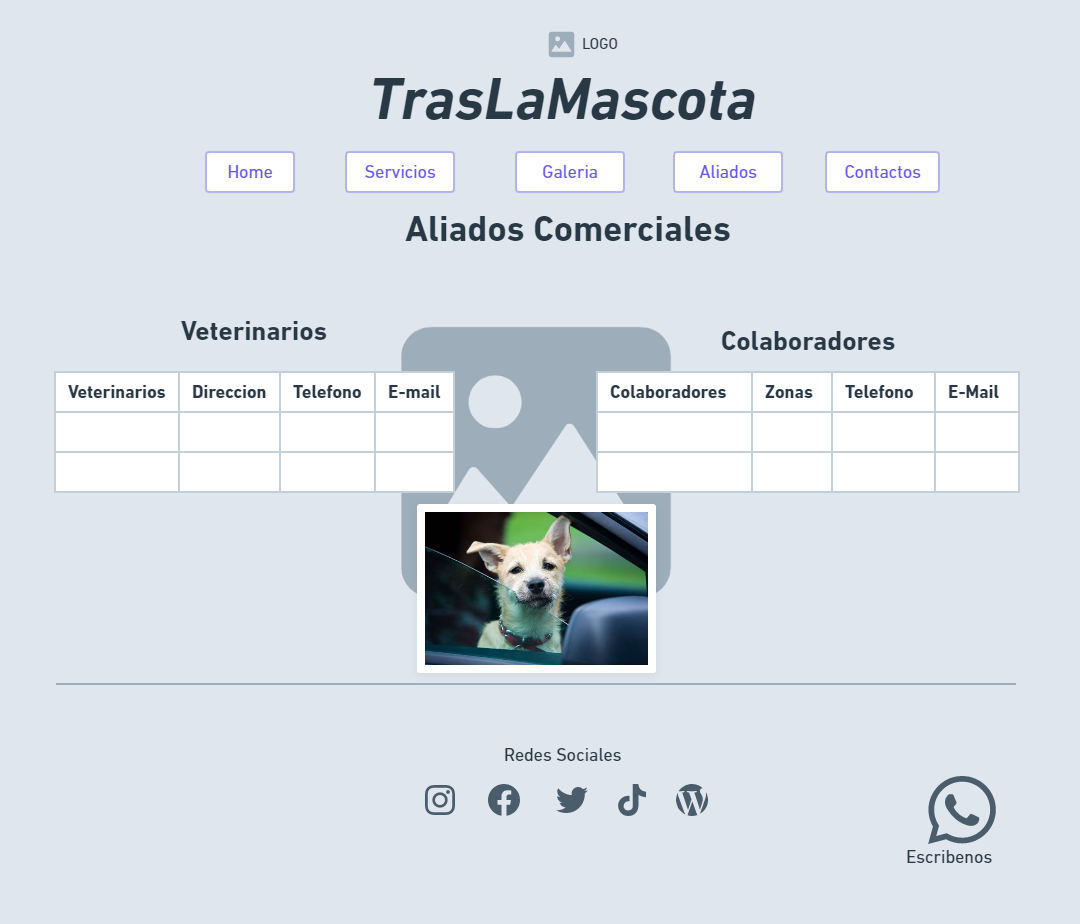 LOGO
TrasLaMascota
Home Servicios Galeria Aliados Contactos
Aliados Comerciales
Veterinarios
Veterinarios Direccion Telefono E-mail
Colaboradores
Colaboradores Zonas Telefono E-Mail
Redes Sociales
Escribenos